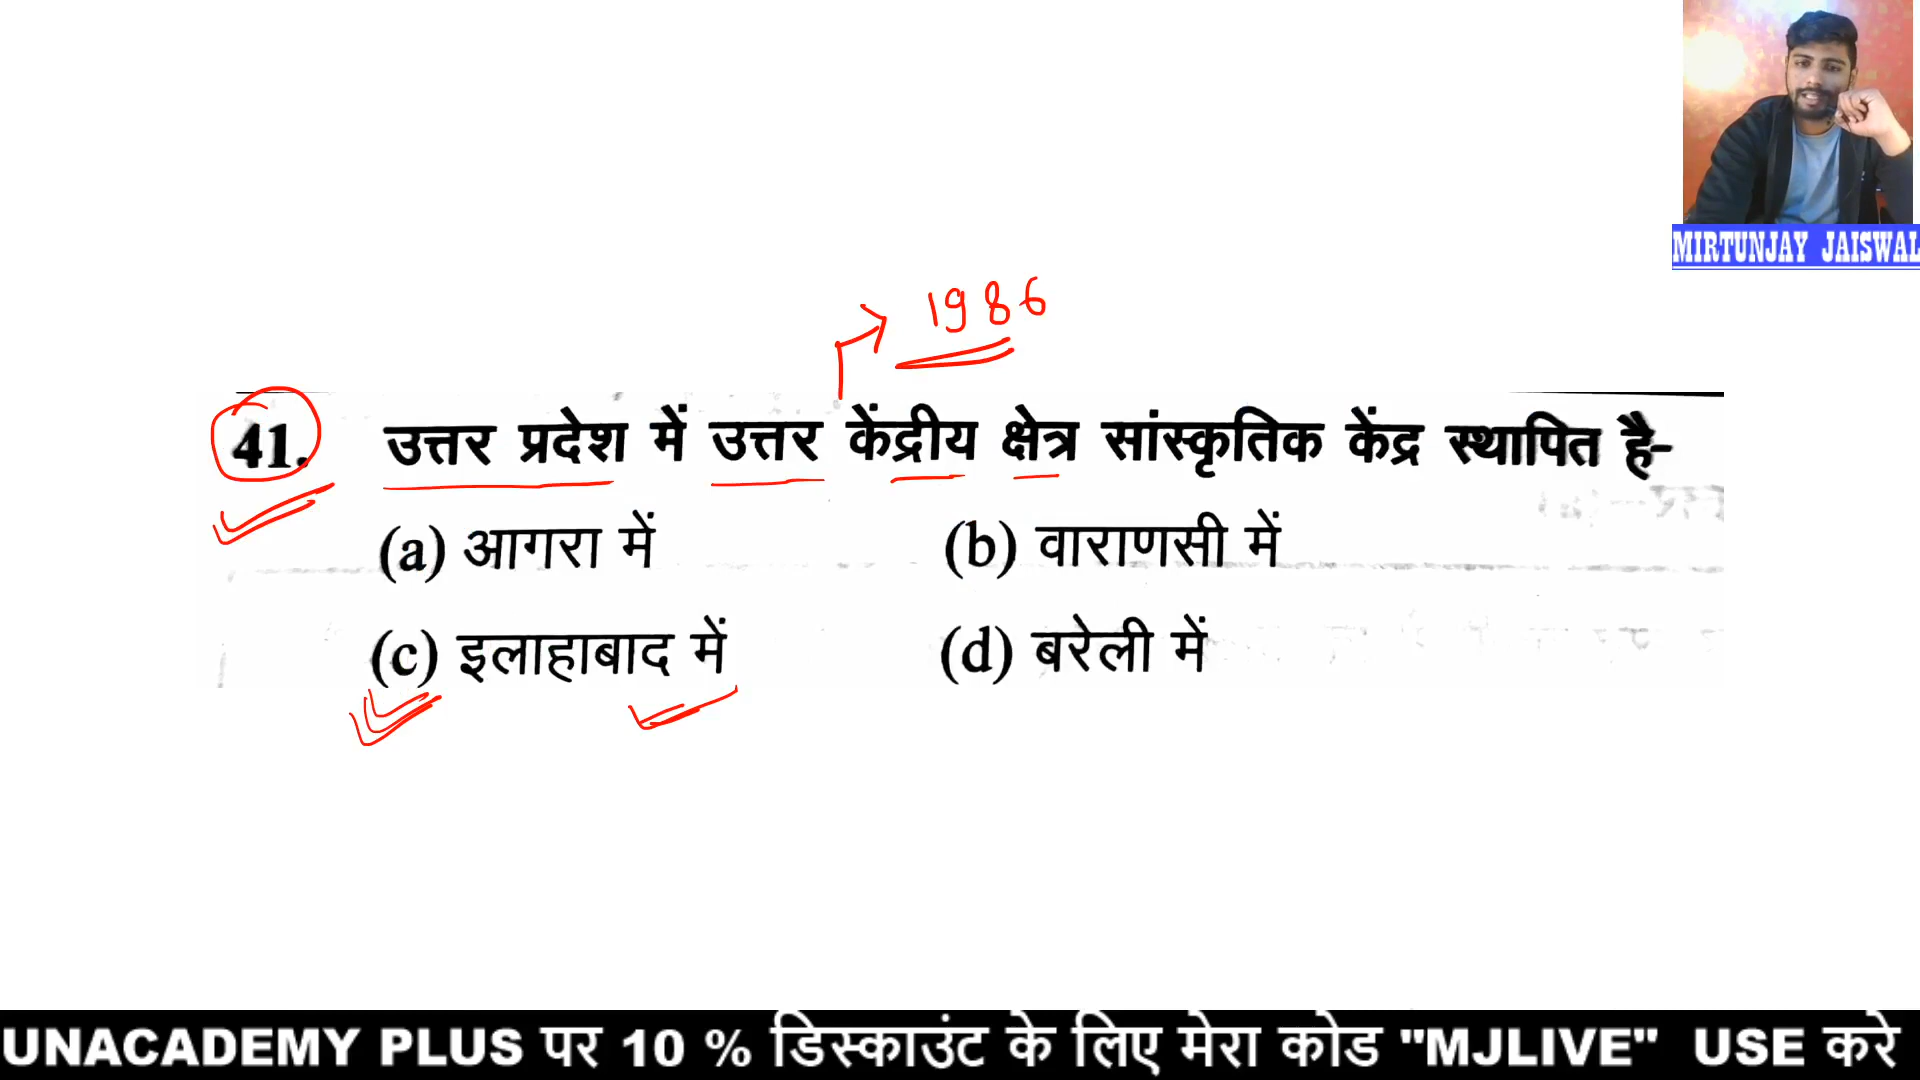 MIRTUNJAY JAISWAL
1986
41. उत्तर प्रदेश में उत्तर केंद्रीय क्षेत्र सांस्कृतिक केंद्र स्थापित है-
(a) आगरा में (b) वाराणसी में
(c) इलाहाबाद में (d) बरेली में
UNACADEMY PLUS पर 10 % डिस्काउंट के लिए मेरा कोड "MJLIVE" USE करे